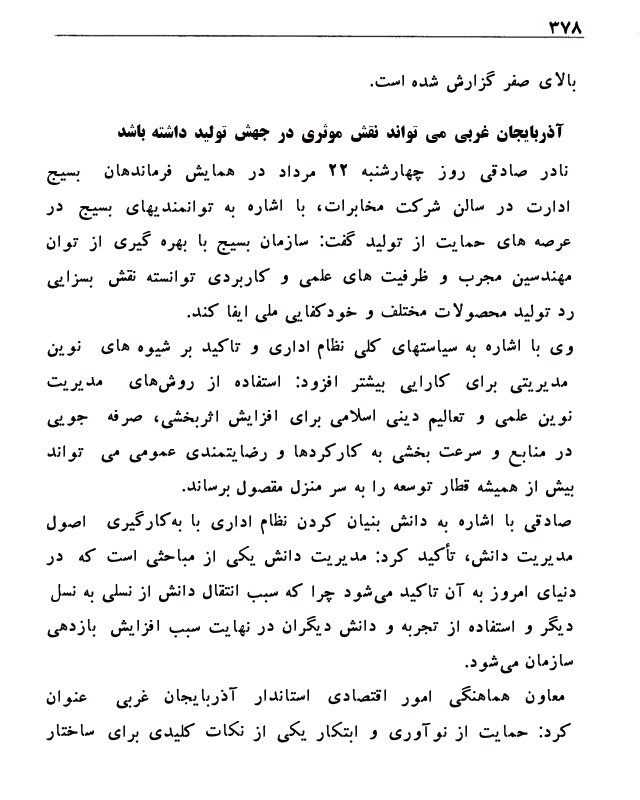 ۳۷۸
بالای صفر گزارش شده است.
آذربایجان غربی می تواند نقش موثری در جهش تولید داشته باشد
نادر صادقی روز چهارشنبه ۲۲ مرداد در همایش فرماندهان بسیج
ادارت در سالن شرکت مخابرات، با اشاره به توانمندیهای بسیج در
عرصه های حمایت از تولید گفت: سازمان بسیج با بهره گیری از توان
مهندسین مجرب و ظرفیت های علمی و کاربردی توانسته نقش بسزایی
رد تولید محصولات مختلف و خودکفایی ملی ایفا کند.
وی با اشاره به سیاستهای کلی نظام اداری و تاکید بر شیوه های نوین
مدیریتی برای کارایی بیشتر افزود: استفاده از روش‌های مدیریت
نوین علمی و تعالیم دینی اسلامی برای افزایش اثربخشی، صرفه جویی
در منابع و سرعت بخشی به کارکردها و رضایتمندی عمومی می تواند
بیش از همیشه قطار توسعه را به سر منزل مقصول برساند.
صادقی با اشاره به دانش بنیان کردن نظام اداری با به‌کارگیری اصول
مدیریت دانش، تأکید کرد: مدیریت دانش یکی از مباحثی است که در
دنیای امروز به آن تاکید می‌شود چرا که سبب انتقال دانش از نسلی به نسل
دیگر و استفاده از تجربه و دانش دیگران در نهایت سبب افزایش بازدهی
سازمان می‌شود.
معاون هماهنگی امور اقتصادی استاندار آذربایجان غربی عنوان
کرد: حمایت از نوآوری و ابتکار یکی از نکات کلیدی برای ساختار